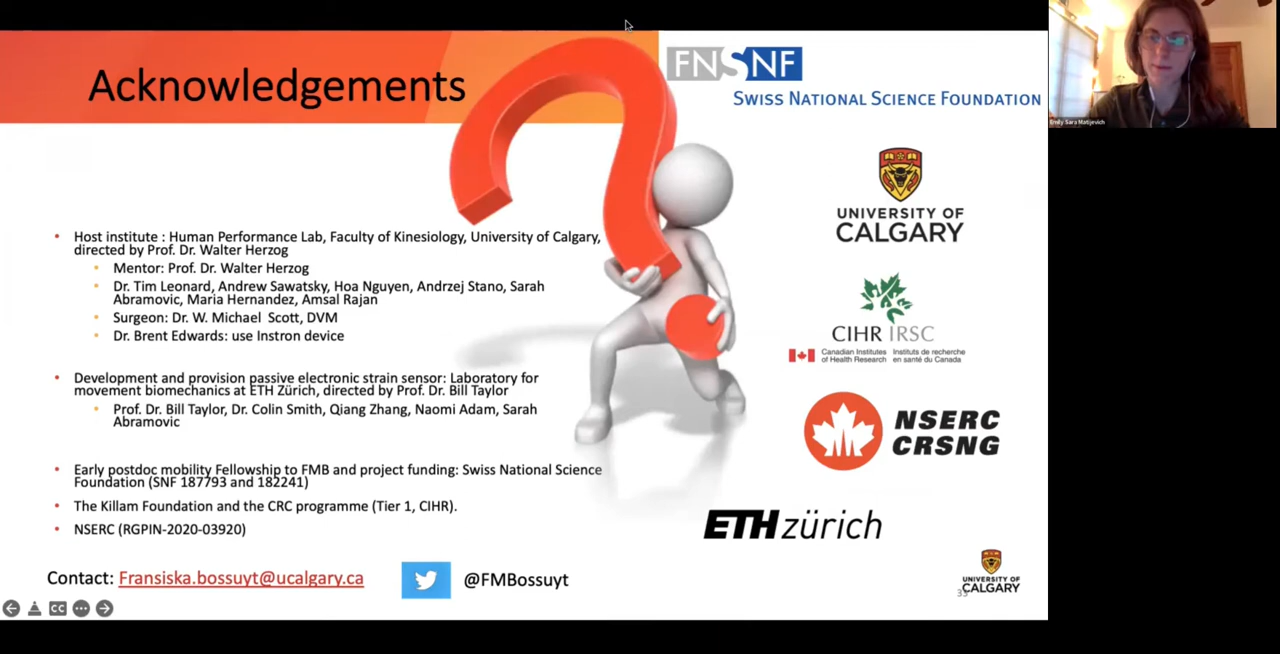 Acknowledgements
FNSNF
SWISS NATIONAL SCIENCE FOUNDATION
Emily Sara Matijevich
UNIVERSITY OF
CALGARY
• Host institute : Human Performance Lab, Faculty of Kinesiology, University of Calgary,
directed by Prof. Dr. Walter Herzog
• Mentor: Prof. Dr. Walter Herzog
• Dr. Tim Leonard, Andrew Sawatsky, Hoa Nguyen, Andrzej Stano, Sarah
Abramovic, Maria Hernandez, Amsal Rajan
• Surgeon: Dr. W. Michael Scott, DVM
• Dr. Brent Edwards: use Instron device
CIHR IRSC
Canadian Institutes Instituts de recherche
of Health Research en santé du Canada
• Development and provision passive electronic strain sensor: Laboratory for
movement biomechanics at ETH Zürich, directed by Prof. Dr. Bill Taylor
• Prof. Dr. Bill Taylor, Dr. Colin Smith, Qiang Zhang, Naomi Adam, Sarah
Abramovic
NSERC
CRSNG
• Early postdoc mobility Fellowship to FMB and project funding: Swiss National Science
Foundation (SNF 187793 and 182241)
• The Killam Foundation and the CRC programme (Tier 1, CIHR).
• NSERC (RGPIN-2020-03920)
ETH zürich
Contact: Fransiska.bossuyt@ucalgary.ca
@FMBossuyt
UNIVERSITY OF
CALGARY
CC